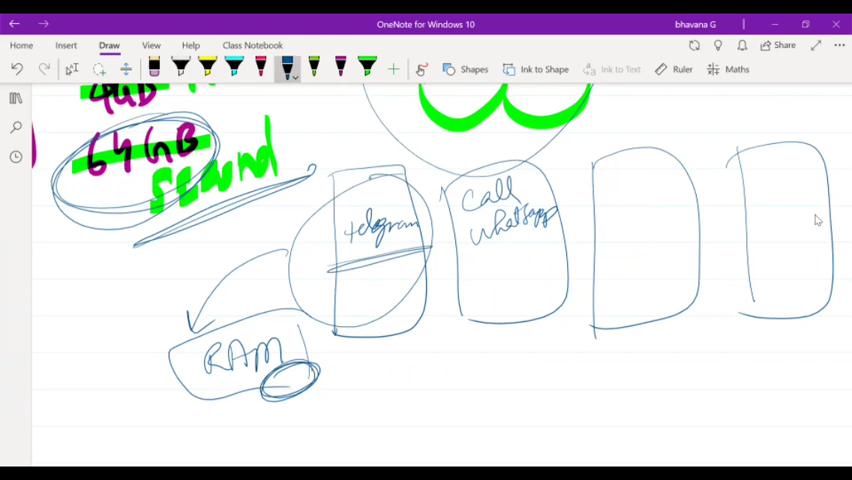 OneNote for Windows 10
bhavana G
Home Insert Draw View Help Class Notebook
Share
Shapes Ink to Shape Ink to Text Ruler Maths
4GB
64GB
Second
telegram
Call
Whatsapp
RAM